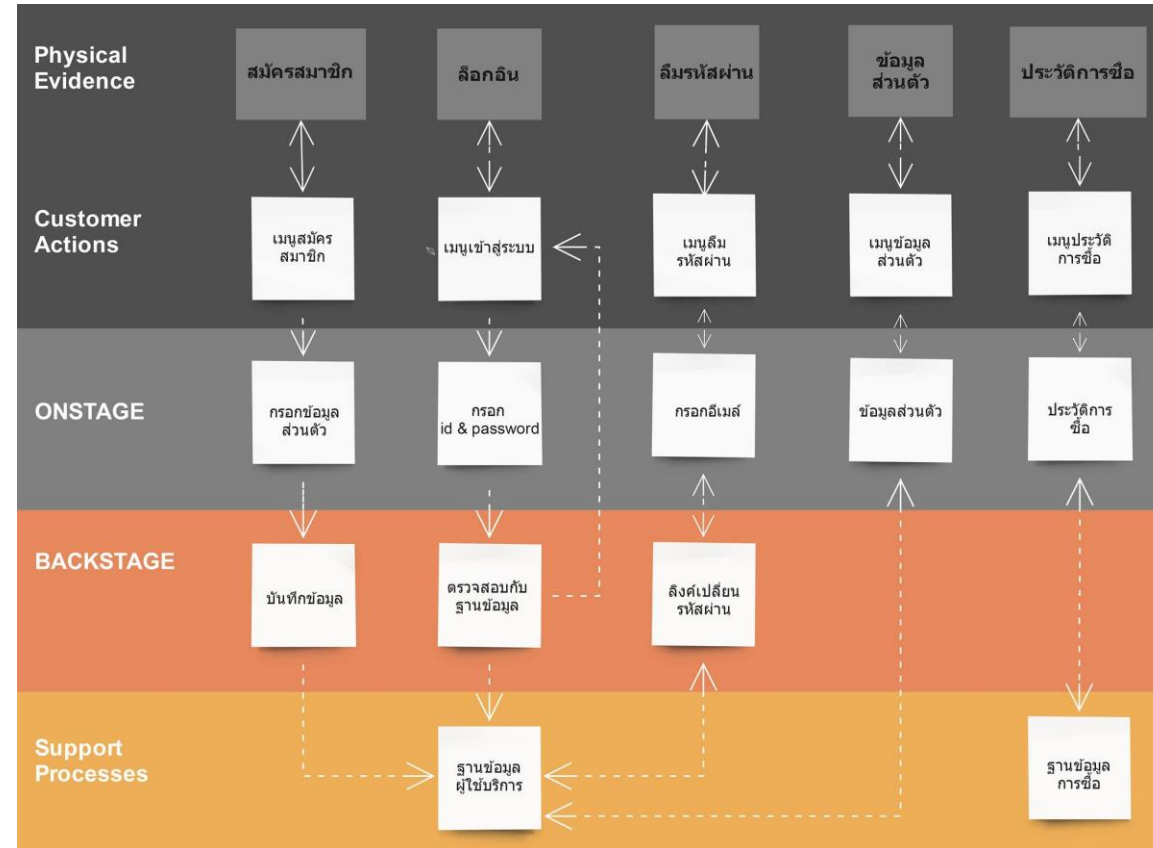 Physical
Evidence
สมัครสมาชิก
ล็อกอิน
ลืมรหัสผ่าน
ข้อมูล
ส่วนตัว
ประวัติการซื้อ
Customer
Actions
เมนูสมัคร
สมาชิก
เมนูเข้าสู่ระบบ
เมนูลืม
รหัสผ่าน
เมนูข้อมูล
ส่วนตัว
เมนูประวัติ
การซื้อ
ONSTAGE
กรอกข้อมูล
ส่วนตัว
กรอก
id & password
กรอกอีเมล์
ข้อมูลส่วนตัว
ประวัติการ
ซื้อ
BACKSTAGE
บันทึกข้อมูล
ตรวจสอบกับ
ฐานข้อมูล
ลิงค์เปลี่ยน
รหัสผ่าน
Support
Processes
ฐานข้อมูล
ผู้ใช้บริการ
ฐานข้อมูล
การซื้อ